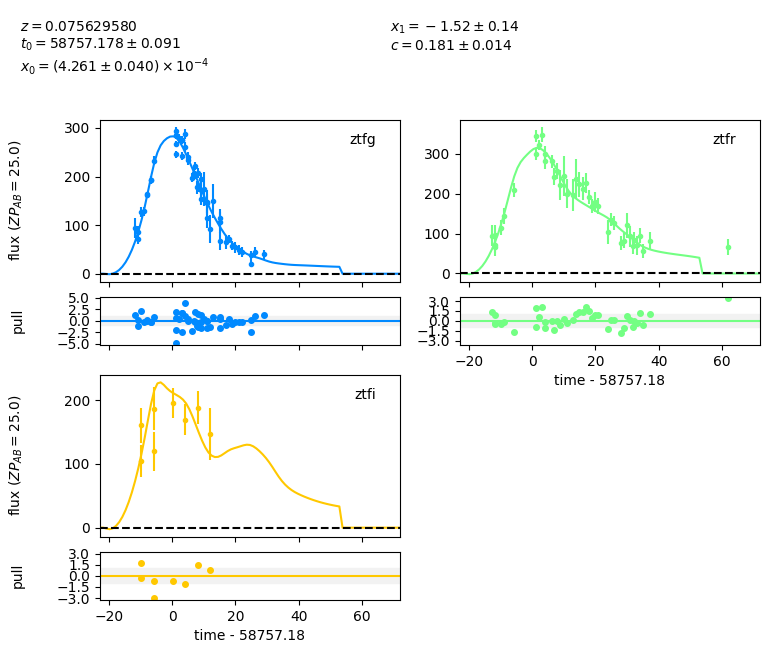 z = 0.075629580
t₀ = 58757.178 ± 0.091
x₀ = (4.261 ± 0.040) × 10⁻⁴
x₁ = −1.52 ± 0.14
c = 0.181 ± 0.014
ztfg
flux (ZP_AB = 25.0)
300
200
100
0
ztfr
300
200
100
0
pull
5.0
2.5
0.0
−2.5
−5.0
3.0
1.5
0.0
−1.5
−3.0
−20 0 20 40 60
time - 58757.18
ztfi
flux (ZP_AB = 25.0)
200
100
0
pull
3.0
1.5
0.0
−1.5
−3.0
−20 0 20 40 60
time - 58757.18